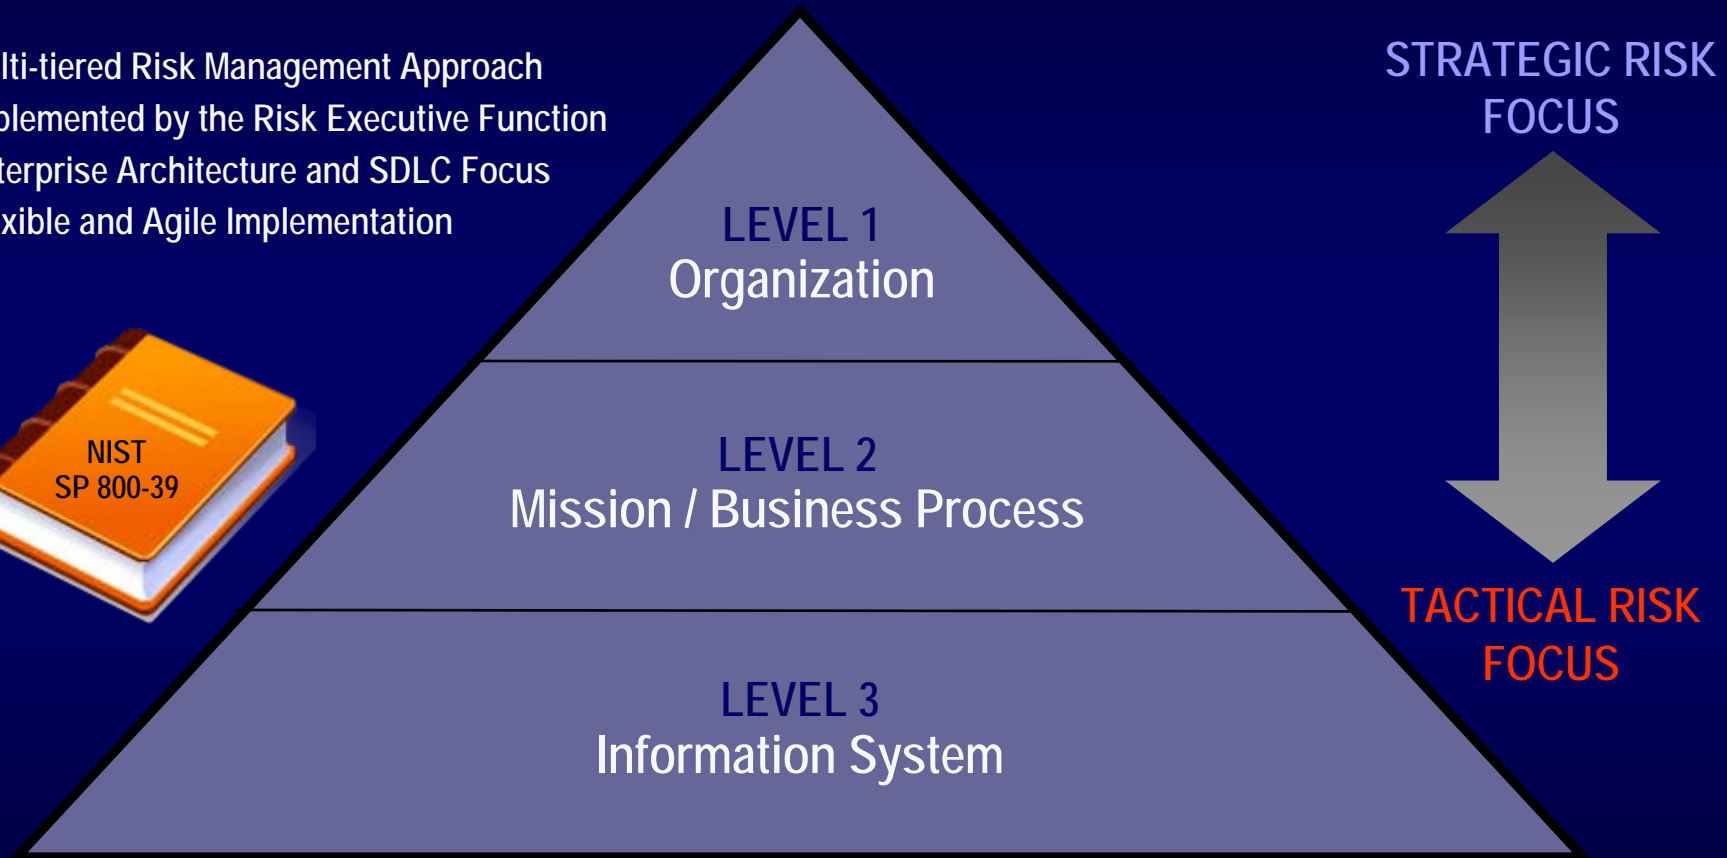 lti-tiered Risk Management Approach
plemented by the Risk Executive Function
terprise Architecture and SDLC Focus
xible and Agile Implementation
STRATEGIC RISK
FOCUS
LEVEL 1
Organization
NIST
SP 800-39
LEVEL 2
Mission / Business Process
TACTICAL RISK
FOCUS
LEVEL 3
Information System